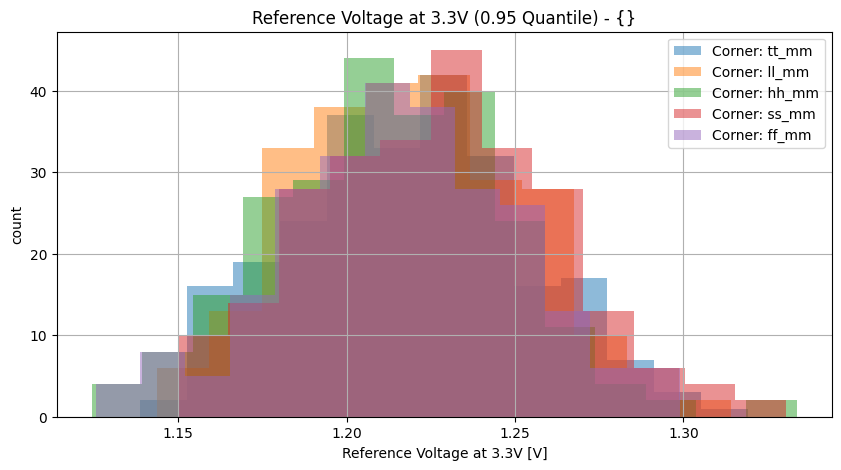 Reference Voltage at 3.3V (0.95 Quantile) - {}
Corner: tt_mm
Corner: ll_mm
Corner: hh_mm
Corner: ss_mm
Corner: ff_mm
count
40
30
20
10
0
1.15
1.20
1.25
1.30
Reference Voltage at 3.3V [V]